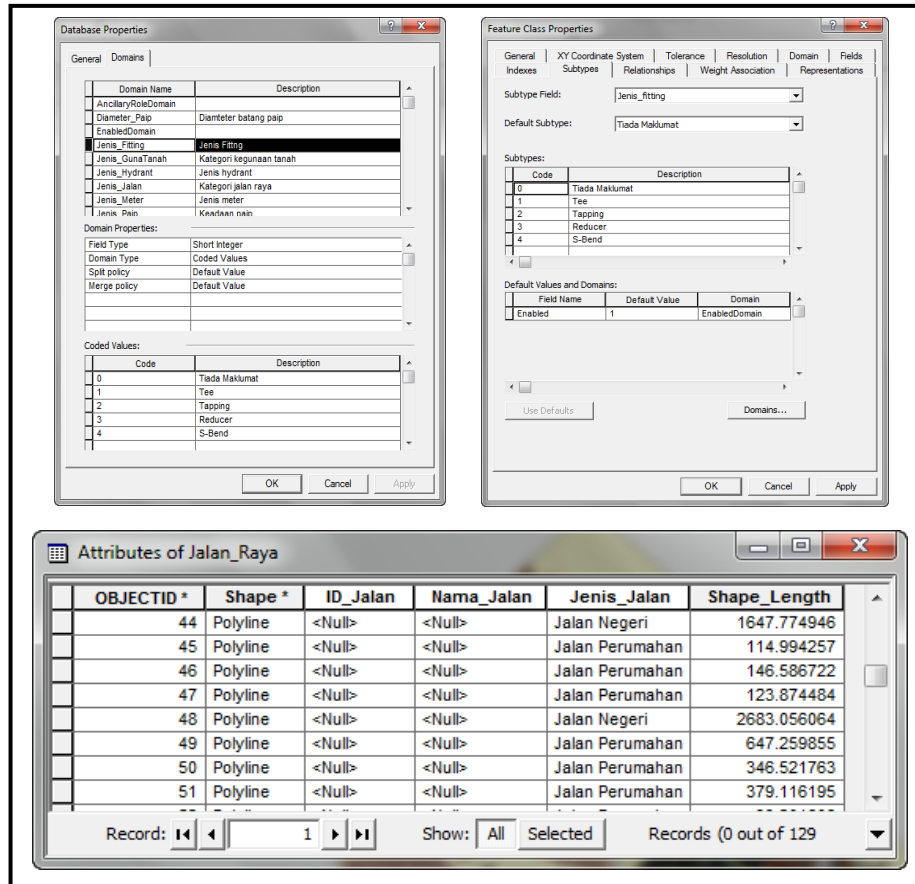 Database Properties
General Domains
Domain Name Description
AncillaryRoleDomain
Diameter_Paip Diamteter batang paip
EnabledDomain
Jenis_Fitting Jenis Fittng
Jenis_GunaTanah Kategori kegunaan tanah
Jenis_Hydrant Jenis hydrant
Jenis_Jalan Kategori jalan raya
Jenis_Meter Jenis meter
Jenis_Paip Keadaan paip
Domain Properties:
Field Type Short Integer
Domain Type Coded Values
Split policy Default Value
Merge policy Default Value
Coded Values:
Code Description
0 Tiada Maklumat
1 Tee
2 Tapping
3 Reducer
4 S-Bend
OK Cancel Apply
Feature Class Properties
General XY Coordinate System Tolerance Resolution Domain Fields
Indexes Subtypes Relationships Weight Association Representations
Subtype Field: Jenis_fitting
Default Subtype: Tiada Maklumat
Subtypes:
Code Description
0 Tiada Maklumat
1 Tee
2 Tapping
3 Reducer
4 S-Bend
Default Values and Domains:
Field Name Default Value Domain
Enabled 1 EnabledDomain
Use Defaults Domains...
OK Cancel Apply
Attributes of Jalan_Raya
OBJECTID * Shape * ID_Jalan Nama_Jalan Jenis_Jalan Shape_Length
44 Polyline <Null> <Null> Jalan Negeri 1647.774946
45 Polyline <Null> <Null> Jalan Perumahan 114.994257
46 Polyline <Null> <Null> Jalan Perumahan 146.586722
47 Polyline <Null> <Null> Jalan Perumahan 123.874484
48 Polyline <Null> <Null> Jalan Negeri 2683.056064
49 Polyline <Null> <Null> Jalan Perumahan 647.259855
50 Polyline <Null> <Null> Jalan Perumahan 346.521763
51 Polyline <Null> <Null> Jalan Perumahan 379.116195
Record: 1 Show: All Selected Records (0 out of 129